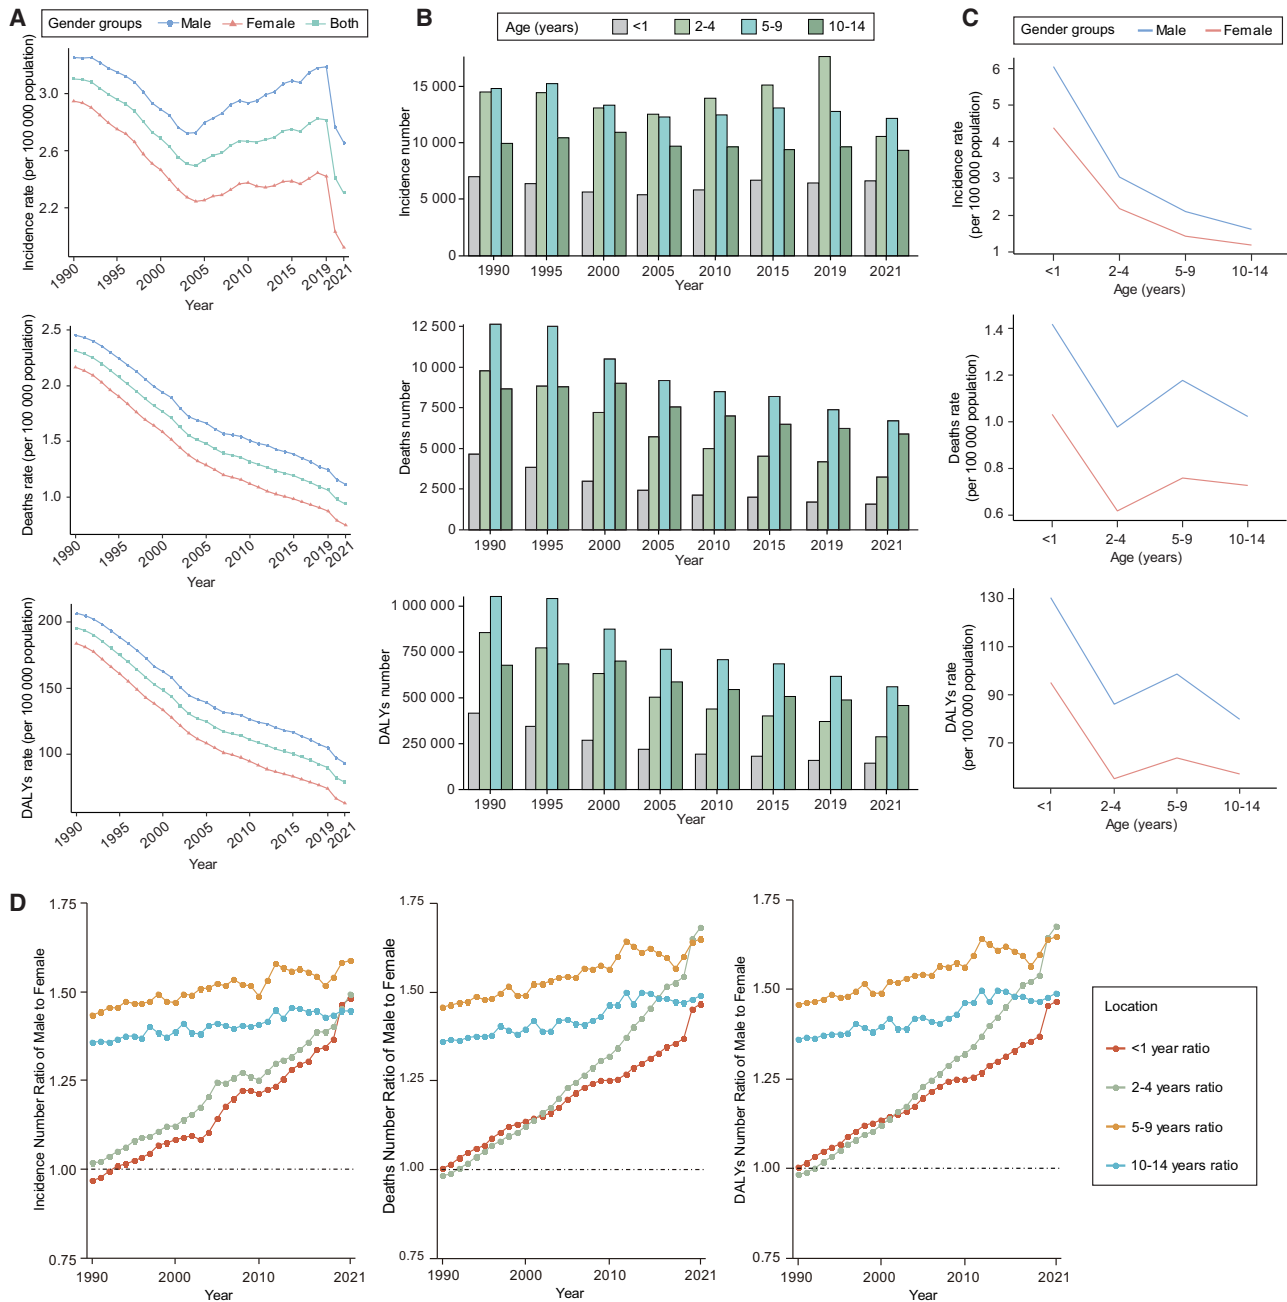 A
Gender groups
Male
Female
Both
Incidence rate (per 100 000 population)
3.0
2.6
2.2
1990
1995
2000
2005
2010
2015
2019
2021
Year
Deaths rate (per 100 000 population)
2.5
2.0
1.5
1.0
1990
1995
2000
2005
2010
2015
2019
2021
Year
DALYs rate (per 1000 000 population)
200
150
100
1990
1995
2000
2005
2010
2015
2019
2021
Year
B
Age (years)
<1
2-4
5-9
10-14
Incidence number
15 000
10 000
5 000
0
1990
1995
2000
2005
2010
2015
2019
2021
Year
Deaths number
12 500
10 000
7 500
5 000
2 500
0
1990
1995
2000
2005
2010
2015
2019
2021
Year
DALYs number
1 000 000
750 000
500 000
250 000
0
1990
1995
2000
2005
2010
2015
2019
2021
Year
C
Gender groups
Male
Female
Incidence rate
(per 100 000 population)
6
5
4
3
2
1
<1
2-4
5-9
10-14
Age (years)
Deaths rate
(per 100 000 population)
1.4
1.2
1.0
0.8
0.6
<1
2-4
5-9
10-14
Age (years)
DALYs rate
(per 1000 000 population)
130
110
90
70
<1
2-4
5-9
10-14
Age (years)
D
Incidence Number Ratio of Male to Female
1.75
1.50
1.25
1.00
0.75
1990
2000
2010
2021
Year
Deaths Number Ratio of Male to Female
1.75
1.50
1.25
1.00
0.75
1990
2000
2010
2021
Year
DALYs Number Ratio of Male to Female
1.75
1.50
1.25
1.00
0.75
1990
2000
2010
2021
Year
Location
<1 year ratio
2-4 years ratio
5-9 years ratio
10-14 years ratio